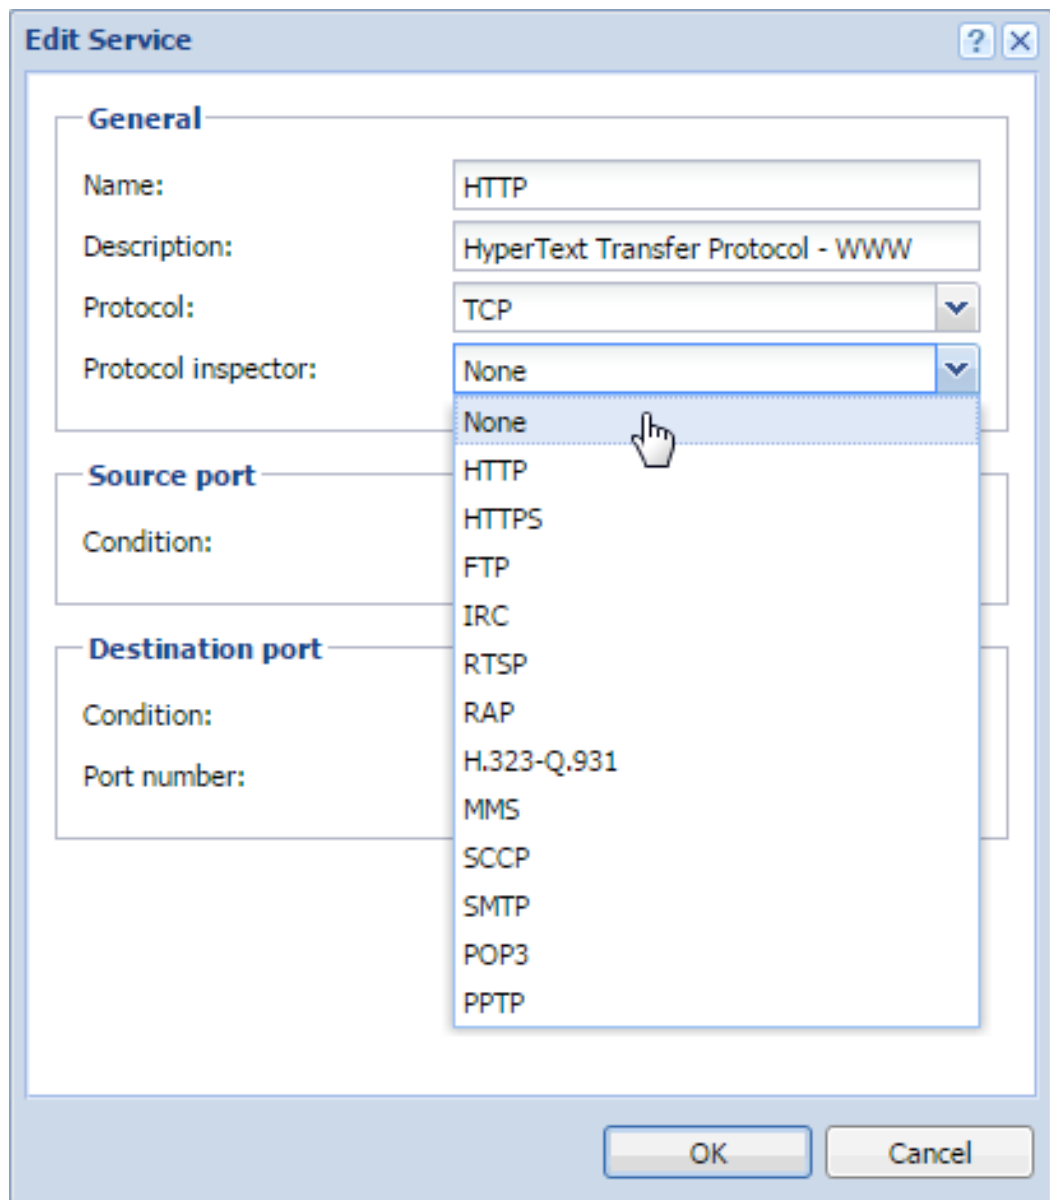 Edit Service
General
Name: HTTP
Description: HyperText Transfer Protocol - WWW
Protocol: TCP
Protocol inspector: None
None
HTTP
HTTPS
FTP
IRC
RTSP
RAP
H.323-Q.931
MMS
SCCP
SMTP
POP3
PPTP
Source port
Condition:
Destination port
Condition:
Port number:
OK Cancel